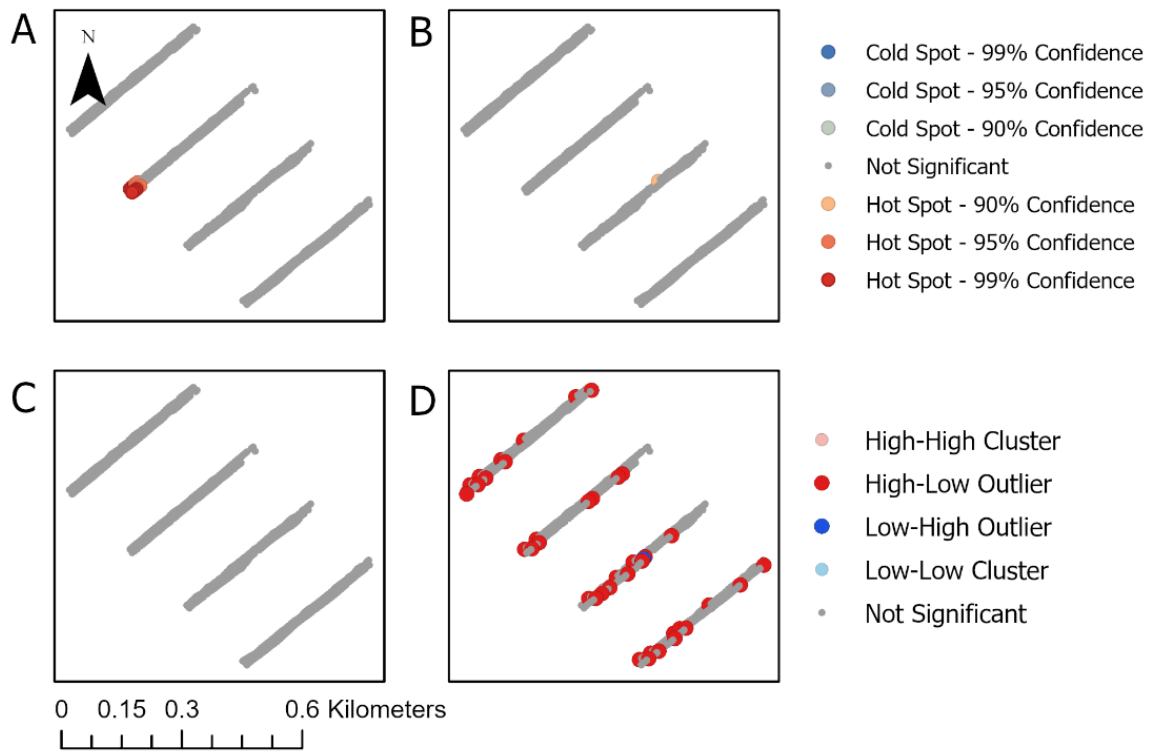 A
N
B
Cold Spot - 99% Confidence
Cold Spot - 95% Confidence
Cold Spot - 90% Confidence
Not Significant
Hot Spot - 90% Confidence
Hot Spot - 95% Confidence
Hot Spot - 99% Confidence
C
D
High-High Cluster
High-Low Outlier
Low-High Outlier
Low-Low Cluster
Not Significant
0 0.15 0.3 0.6 Kilometers